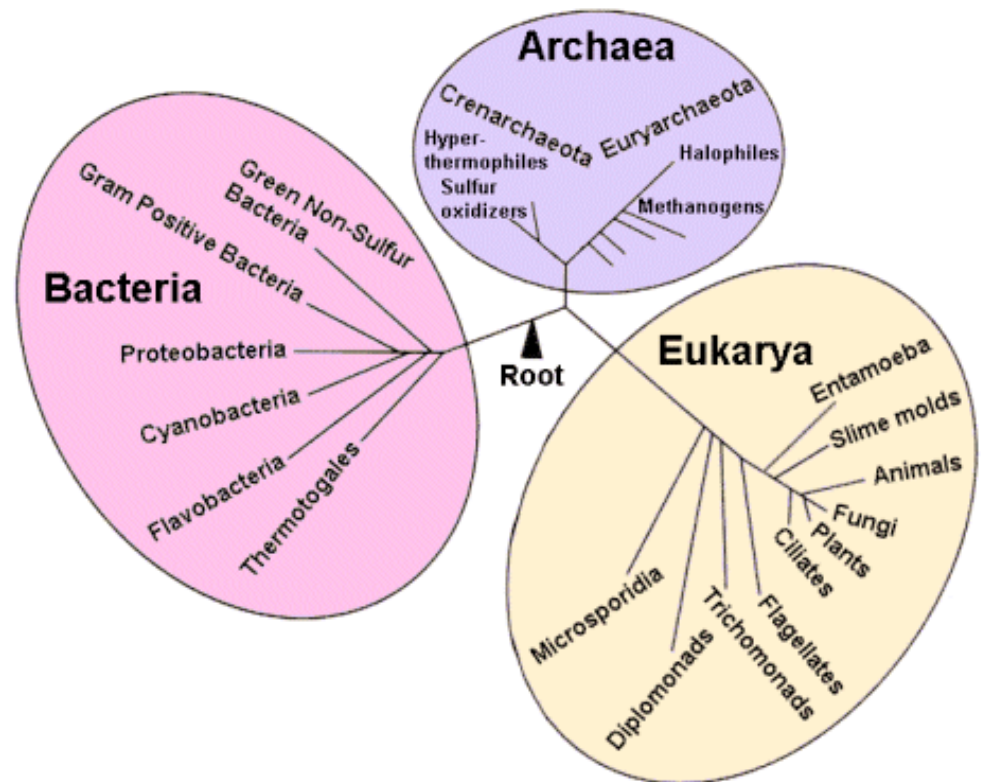 Archaea
Crenarchaeota
Euryarchaeota
Hyper-
thermophiles
Sulfur
oxidizers
Halophiles
Methanogens
Bacteria
Green Non-Sulfur
Bacteria
Gram Positive Bacteria
Proteobacteria
Cyanobacteria
Flavobacteria
Thermotogales
Root
Eukarya
Entamoeba
Slime molds
Animals
Fungi
Plants
Ciliates
Flagellates
Trichomonads
Microsporidia
Diplomonads